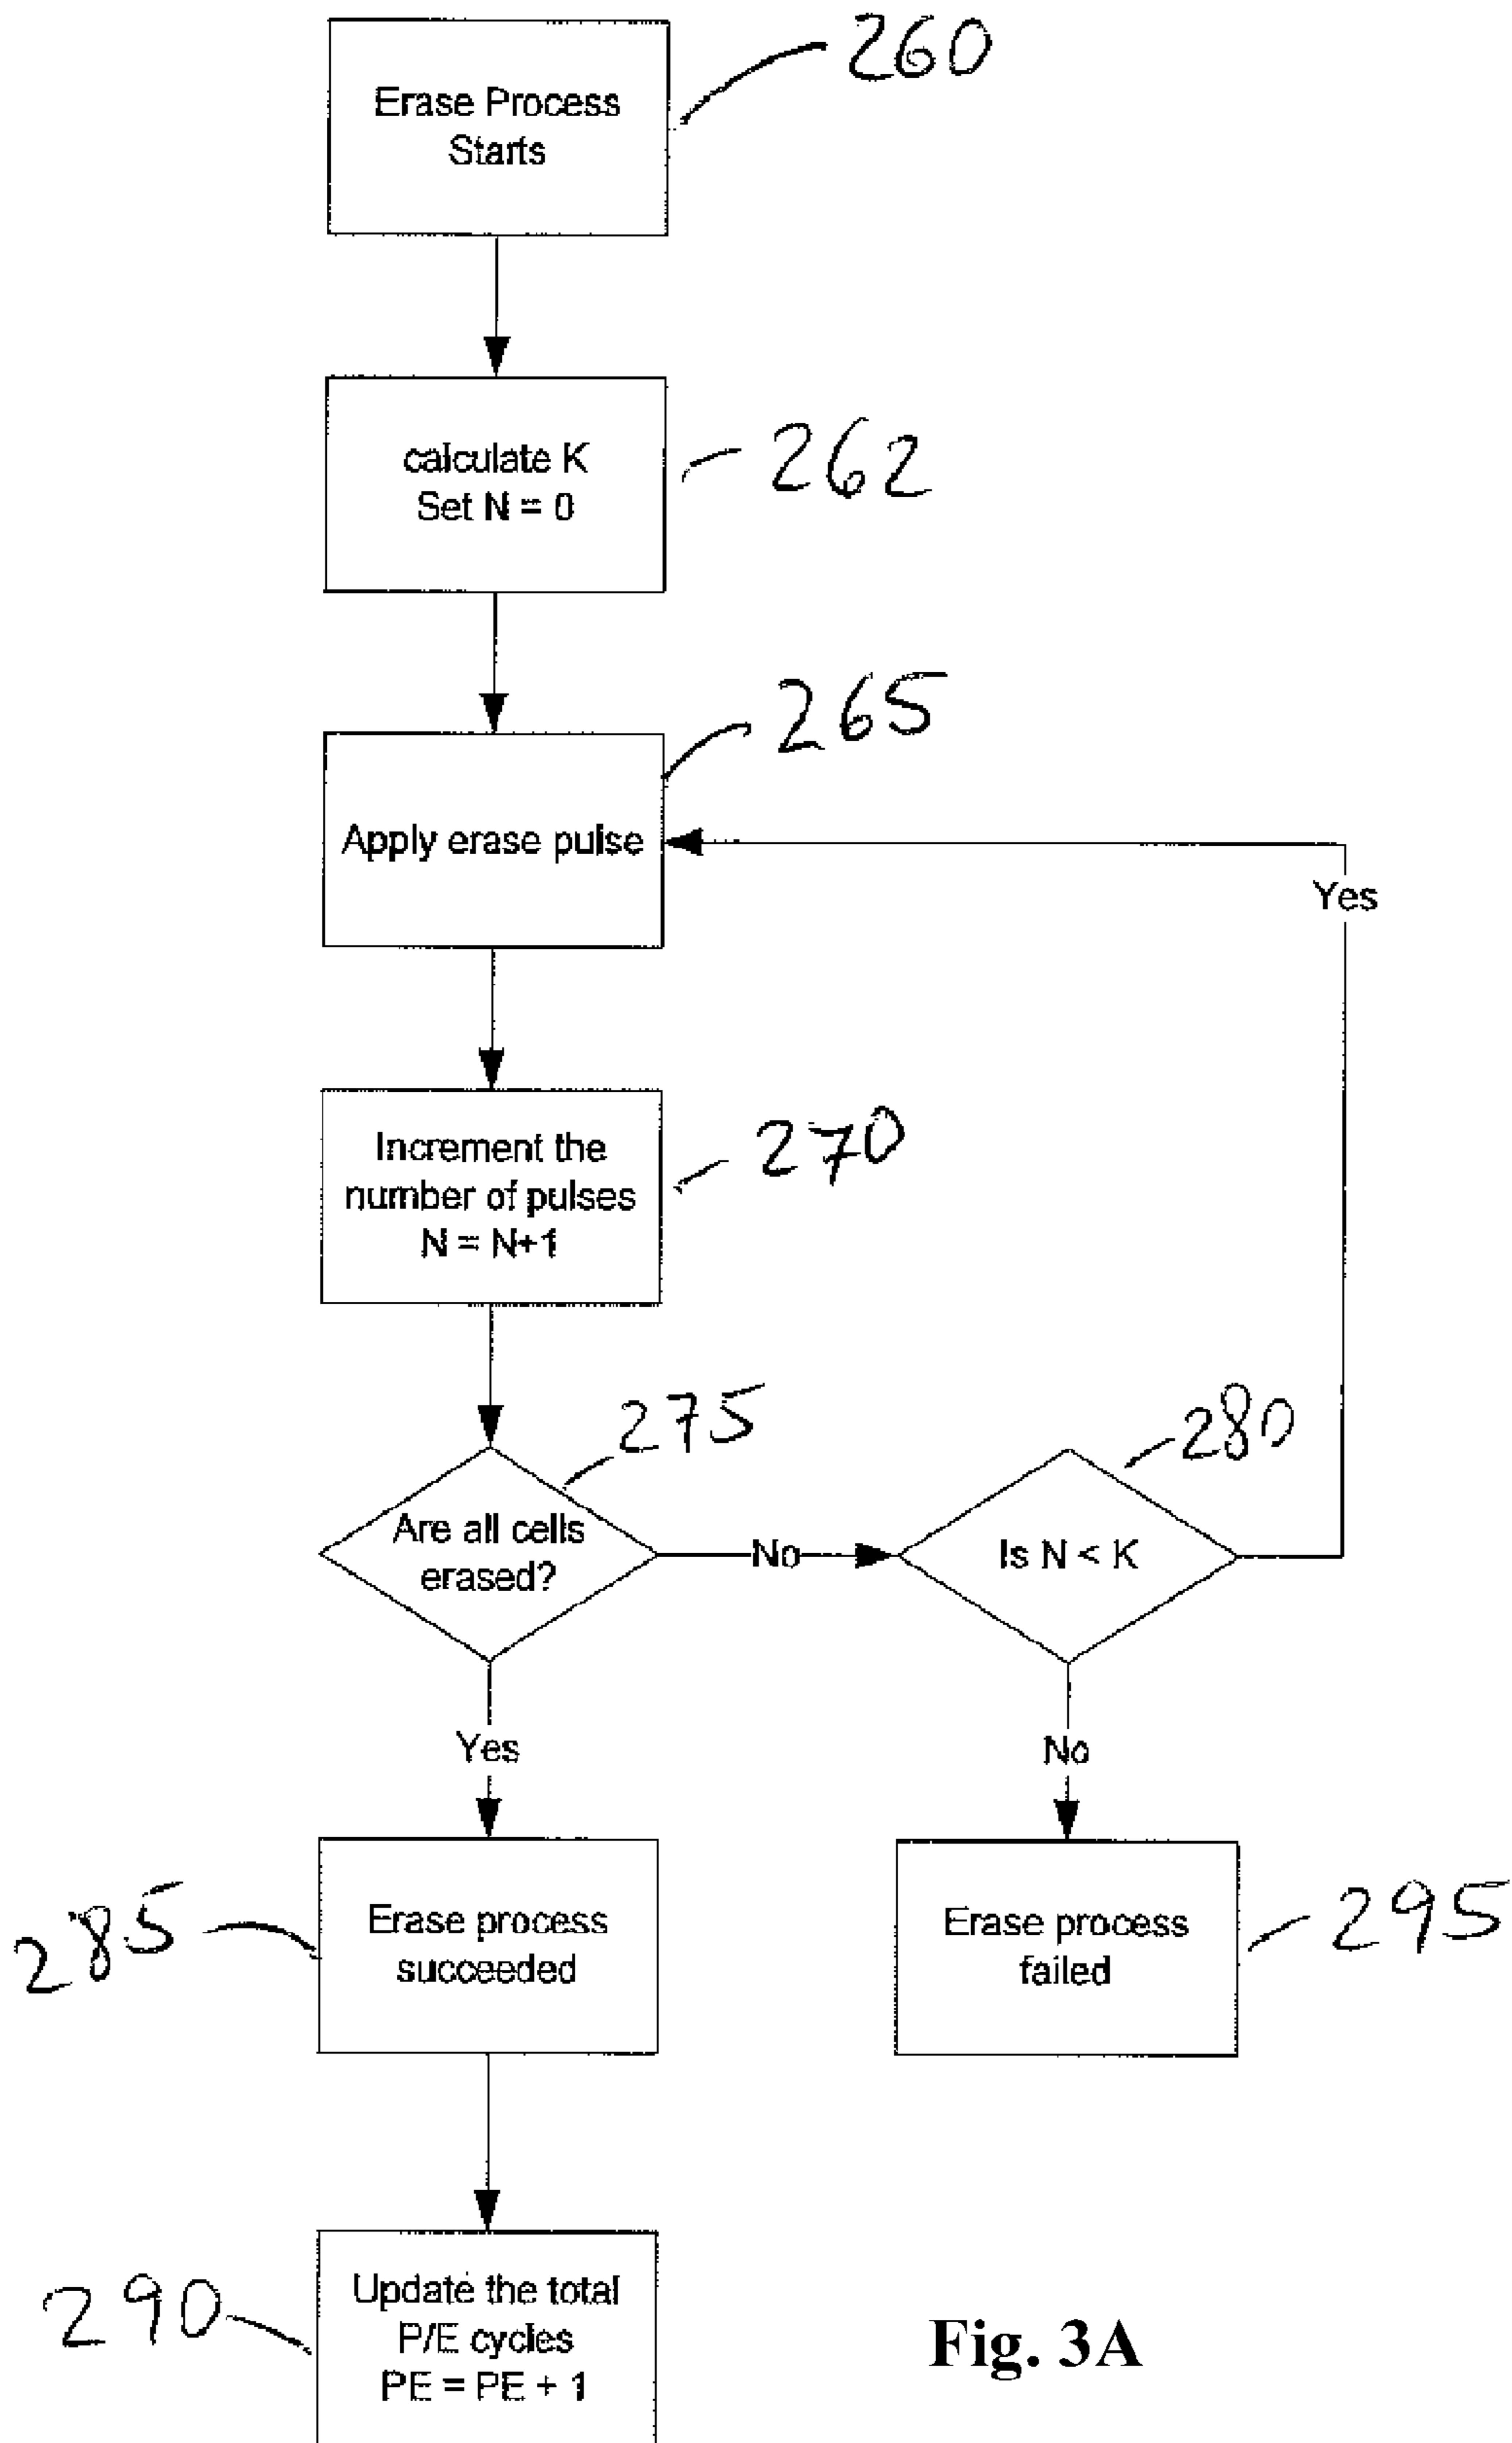 260
Erase Process
Starts
calculate K
Set N = 0
262
265
Apply erase pulse
Yes
Increment the
number of pulses
N = N+1
270
275
280
Are all cells
erased?
No
Is N < K
Yes
No
285
Erase process
succeeded
Erase process
failed
295
290
Update the total
P/E cycles
PE = PE + 1
Fig. 3A